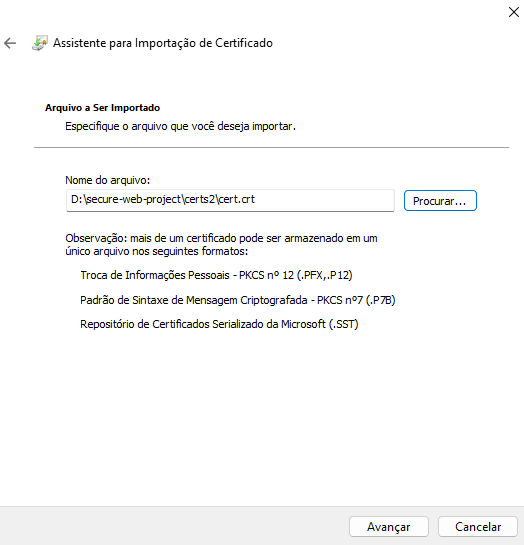 Assistente para Importação de Certificado
Arquivo a Ser Importado
Especifique o arquivo que você deseja importar.
Nome do arquivo:
D:\secure-web-project\certs2\cert.crt
Procurar...
Observação: mais de um certificado pode ser armazenado em um
único arquivo nos seguintes formatos:
Troca de Informações Pessoais - PKCS nº 12 (.PFX,.P12)
Padrão de Sintaxe de Mensagem Criptografada - PKCS nº7 (.P7B)
Repositório de Certificados Serializado da Microsoft (.SST)
Avançar
Cancelar